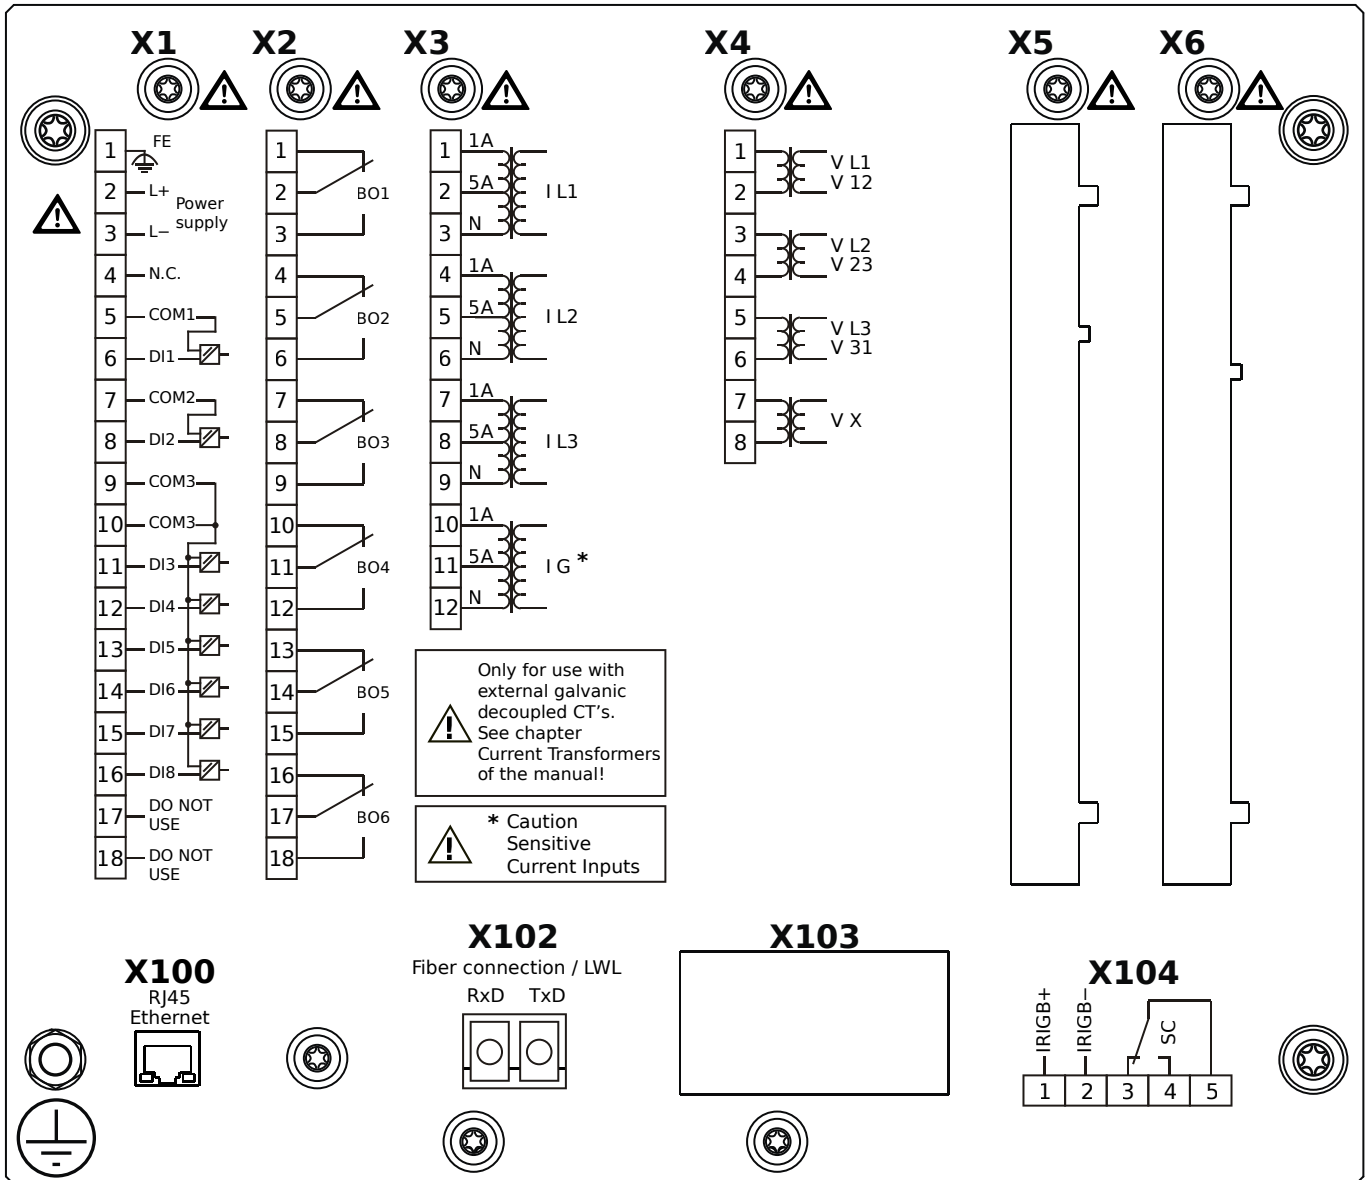 X1
X2
X3
X4
X5
X6
1 FE
2 L+
Power
supply
3 L−
4 N.C.
5 COM1
6 DI1
7 COM2
8 DI2
9 COM3
10 COM3
11 DI3
12 DI4
13 DI5
14 DI6
15 DI7
16 DI8
17 DO NOT
USE
18 DO NOT
USE
1
2 BO1
3
4
5 BO2
6
7
8 BO3
9
10
11 BO4
12
13
14 BO5
15
16
17 BO6
18
1 1A
2 5A I L1
3 N
4 1A
5 5A I L2
6 N
7 1A
8 5A I L3
9 N
10 1A
11 5A I G *
12 N
Only for use with
external galvanic
decoupled CT's.
See chapter
Current Transformers
of the manual!
* Caution
Sensitive
Current Inputs
1 V L1
2 V 12
3 V L2
4 V 23
5 V L3
6 V 31
7 V X
8
X100
RJ45
Ethernet
X102
Fiber connection / LWL
RxD TxD
X103
X104
IRIGB+
IRIGB−
SC
1 2 3 4 5